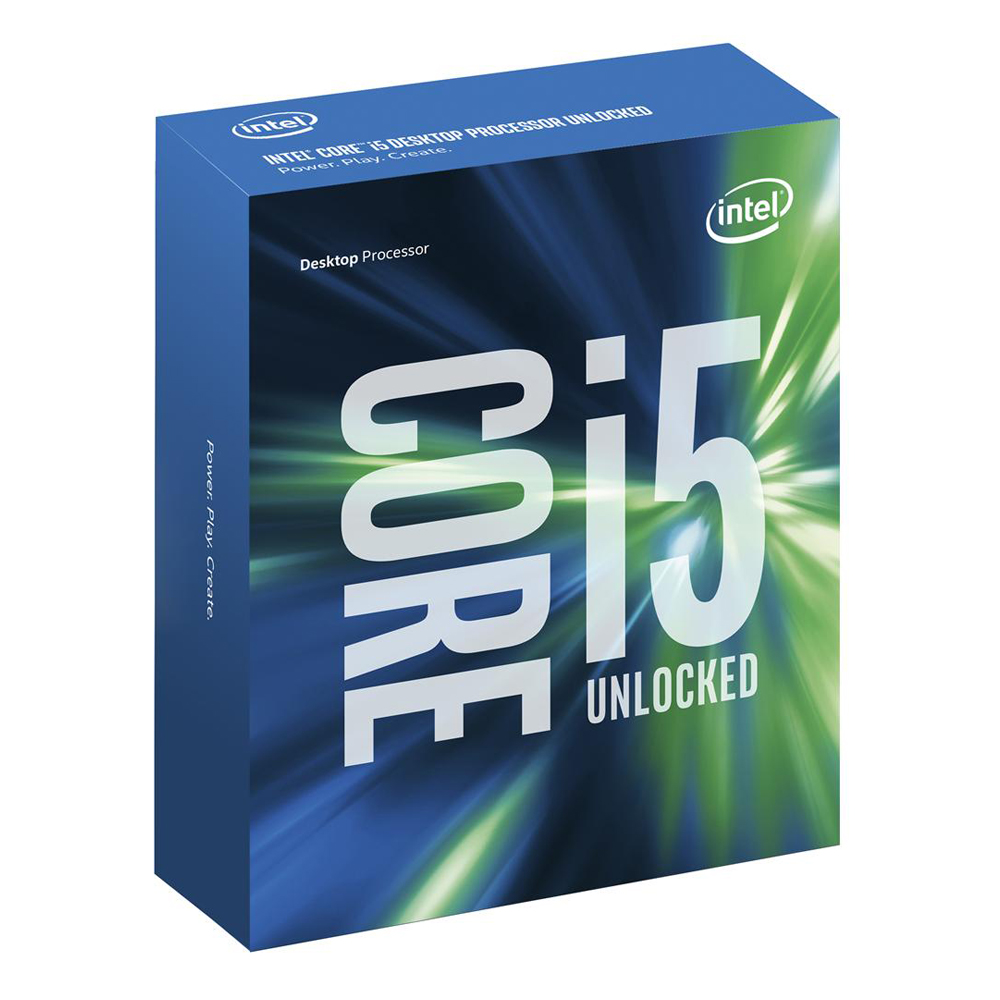 intel®
INTEL® CORE™ i5 DESKTOP PROCESSOR UNLOCKED
Power. Play. Create.
intel®
Desktop Processor
CORE i5
UNLOCKED
Power. Play. Create.